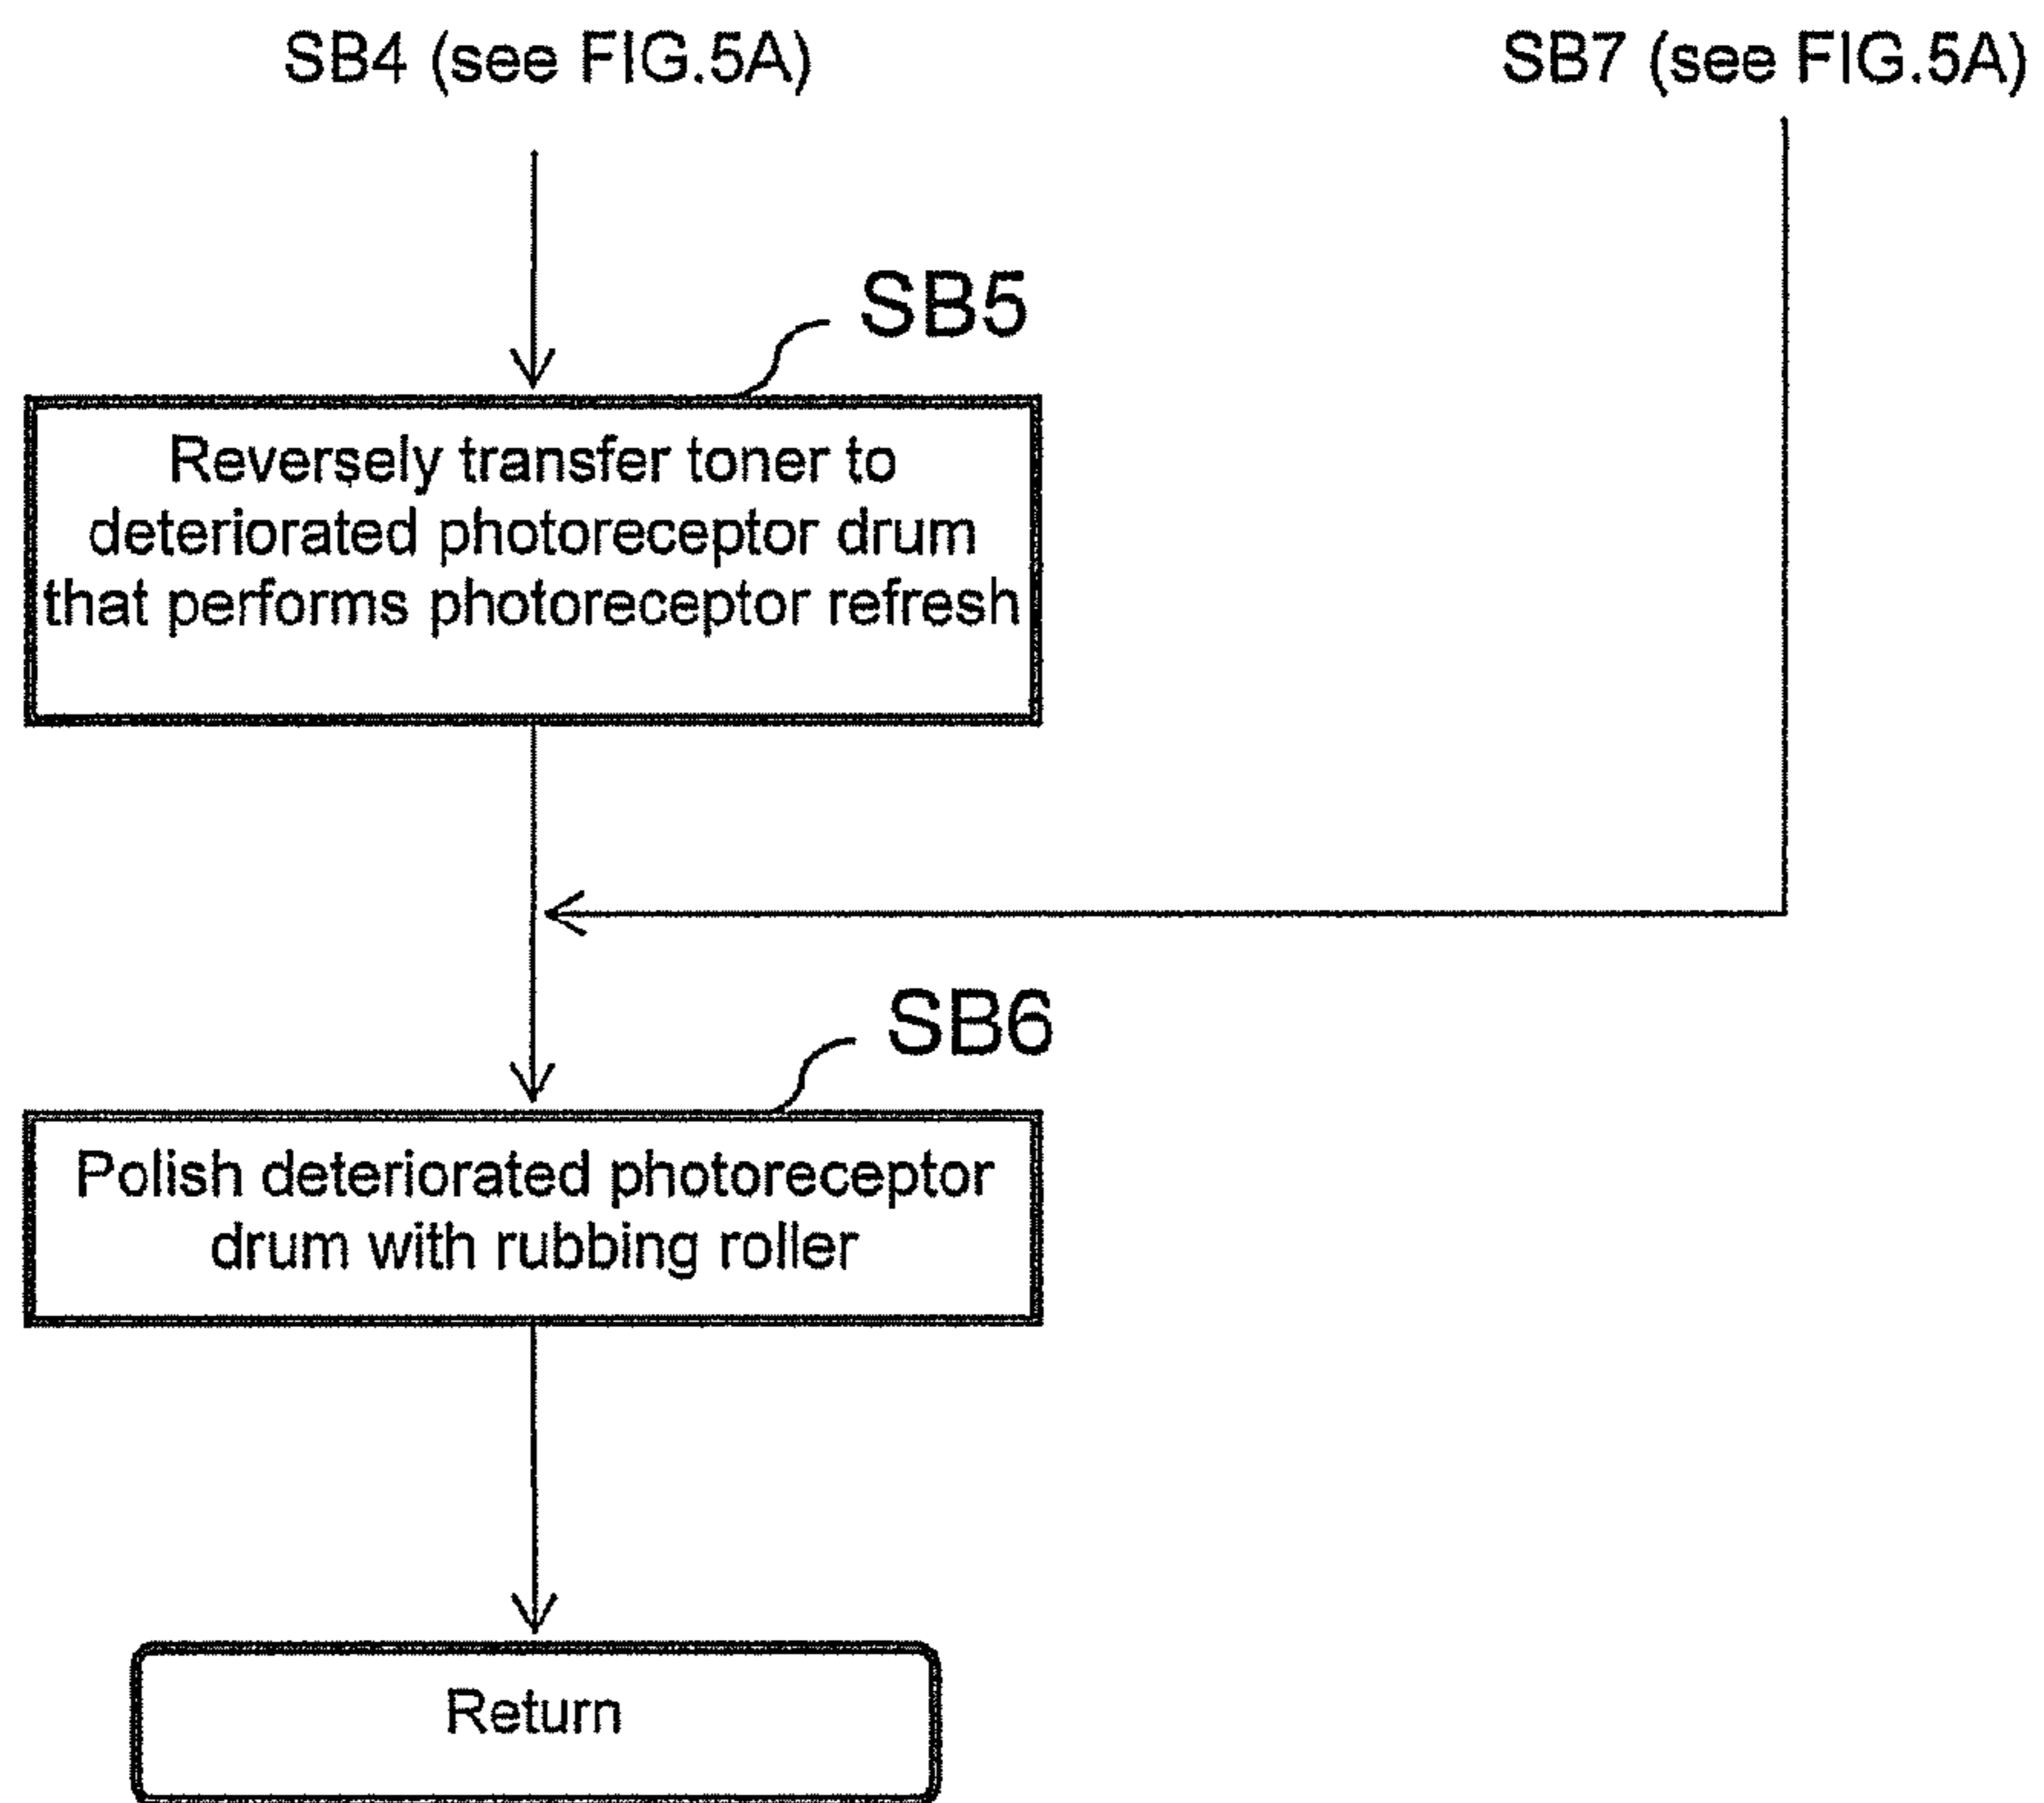 SB4 (see FIG.5A)
SB7 (see FIG.5A)
SB5
Reversely transfer toner to
deteriorated photoreceptor drum
that performs photoreceptor refresh
SB6
Polish deteriorated photoreceptor
drum with rubbing roller
Return